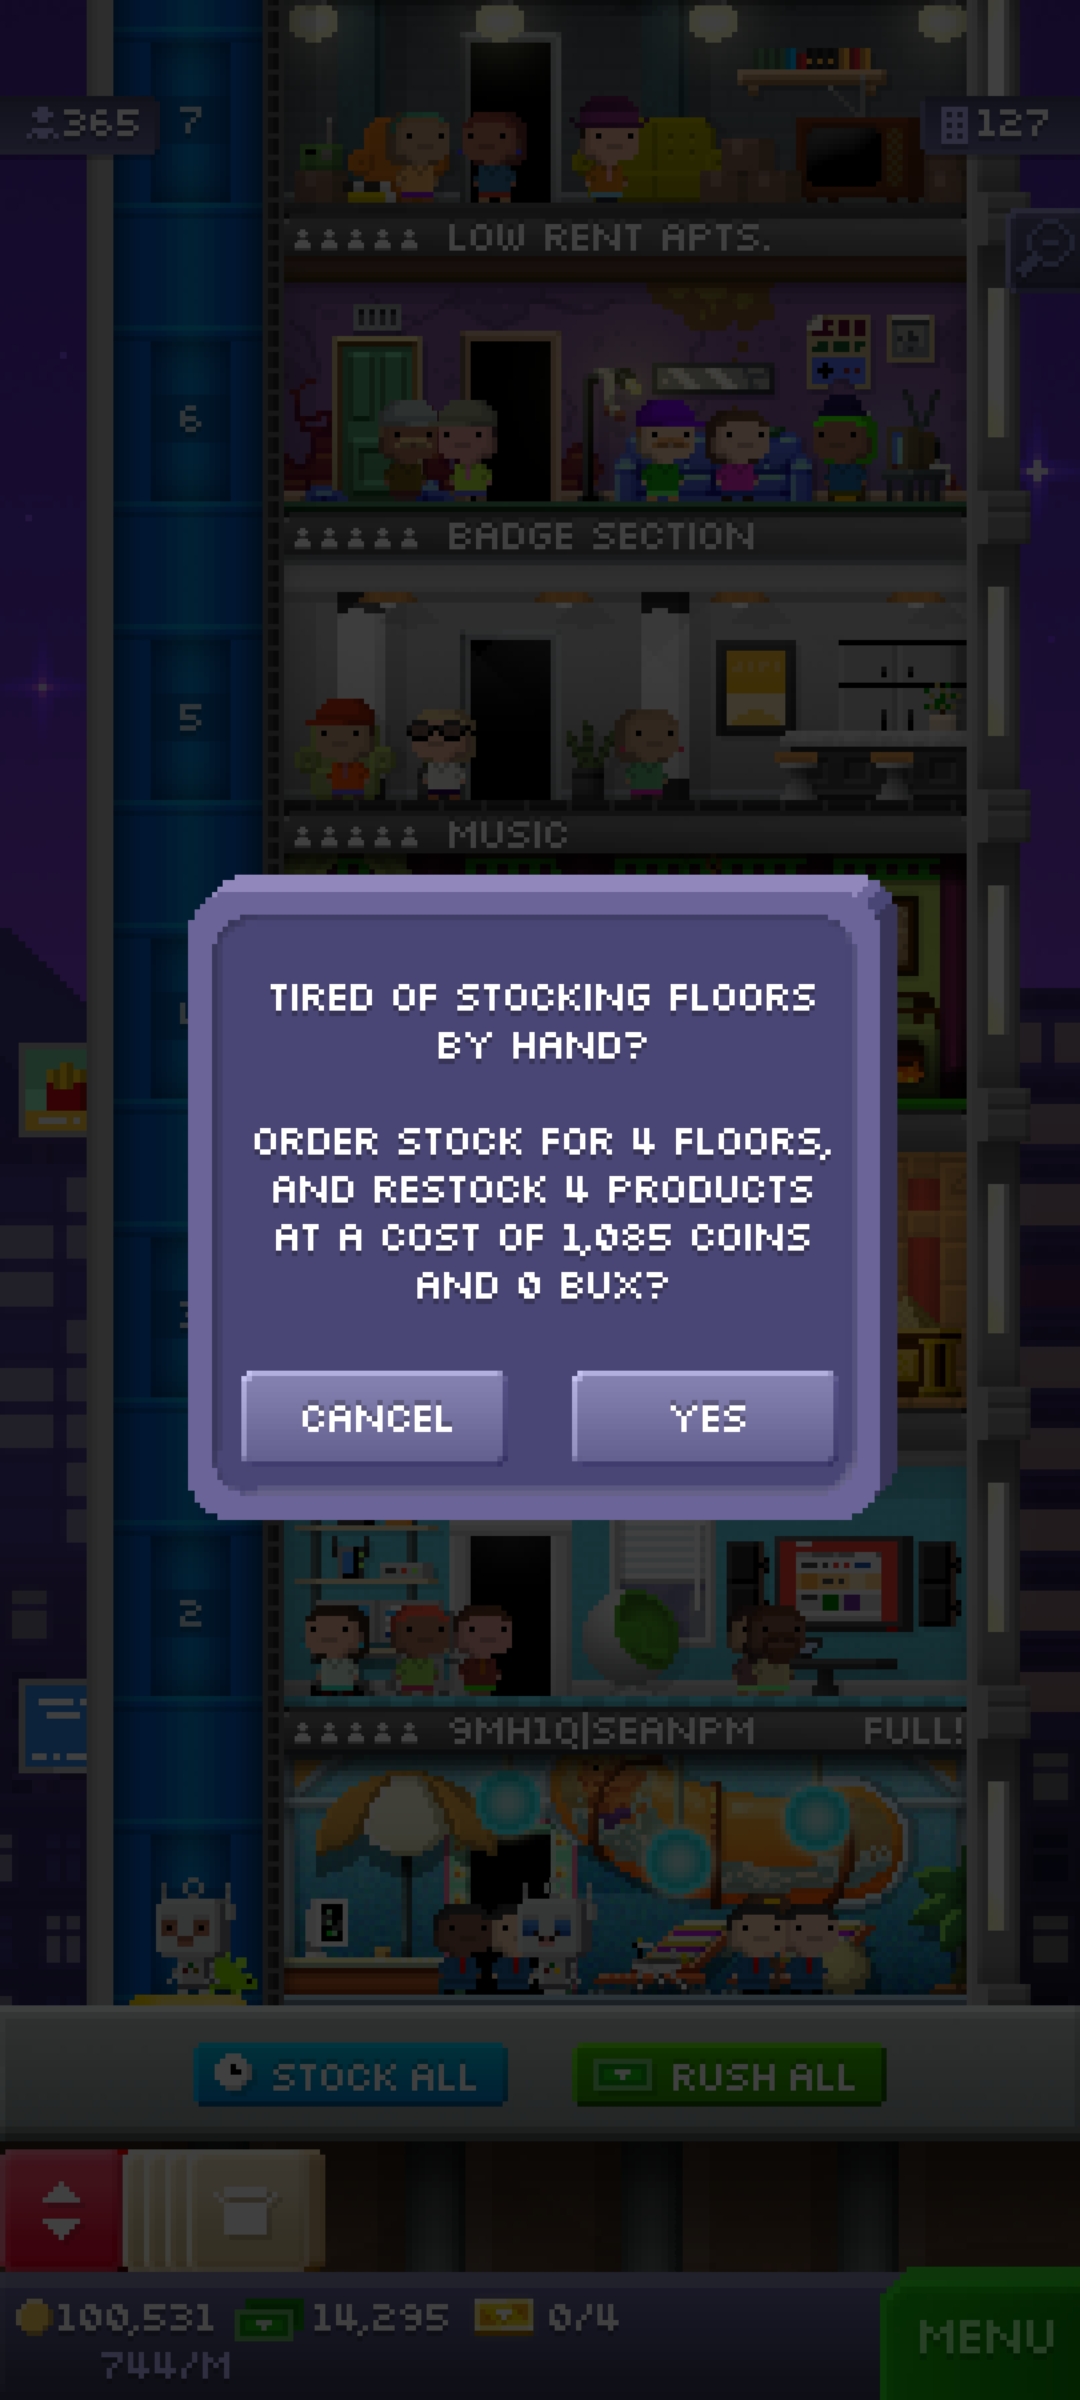 365
7
127
LOW RENT APTS.
6
BADGE SECTION
5
MUSIC
TIRED OF STOCKING FLOORS
BY HAND?
ORDER STOCK FOR 4 FLOORS,
AND RESTOCK 4 PRODUCTS
AT A COST OF 1,085 COINS
AND 0 BUX?
CANCEL
YES
2
9MH1Q|SEANPM FULL!
STOCK ALL
RUSH ALL
100,531
14,295
0/4
744/M
MENU